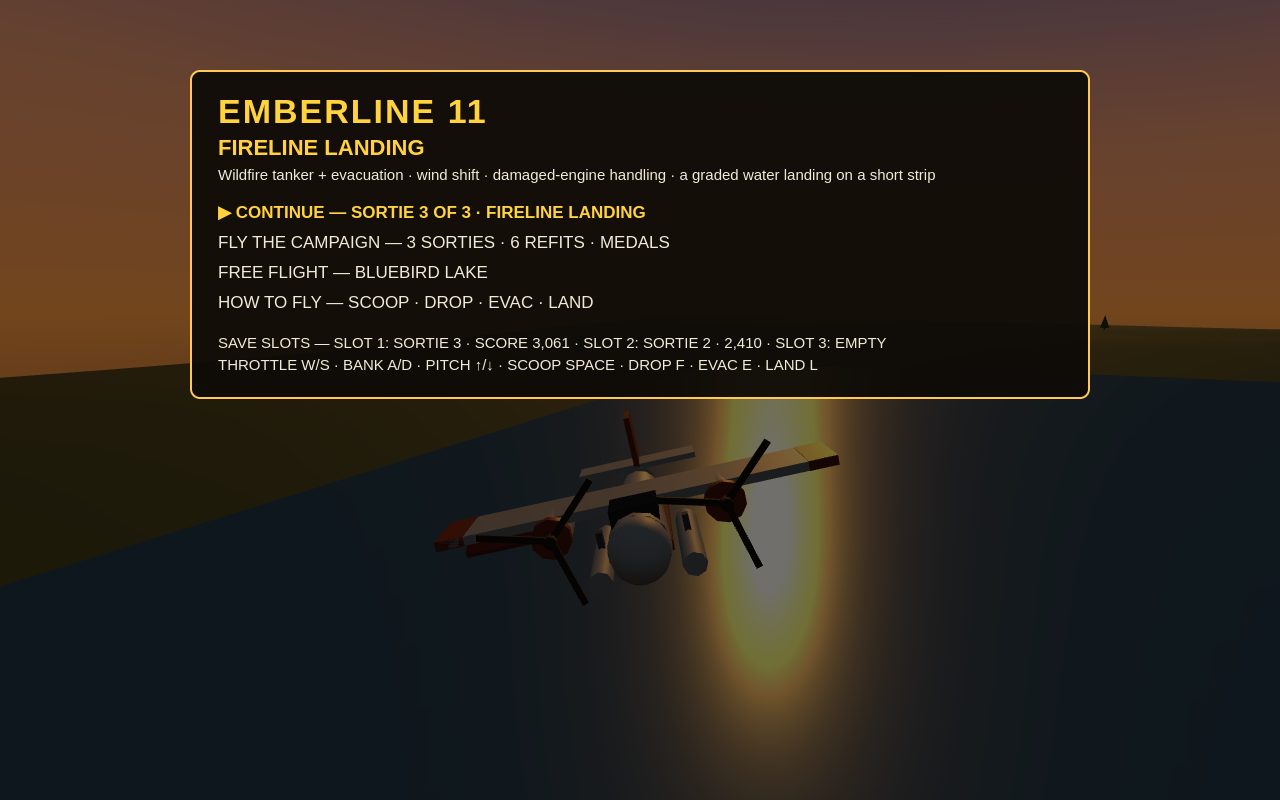 EMBERLINE 11
FIRELINE LANDING
Wildfire tanker + evacuation · wind shift · damaged-engine handling · a graded water landing on a short strip
▶ CONTINUE — SORTIE 3 OF 3 · FIRELINE LANDING
FLY THE CAMPAIGN — 3 SORTIES · 6 REFITS · MEDALS
FREE FLIGHT — BLUEBIRD LAKE
HOW TO FLY — SCOOP · DROP · EVAC · LAND
SAVE SLOTS — SLOT 1: SORTIE 3 · SCORE 3,061 · SLOT 2: SORTIE 2 · 2,410 · SLOT 3: EMPTY
THROTTLE W/S · BANK A/D · PITCH ↑/↓ · SCOOP SPACE · DROP F · EVAC E · LAND L